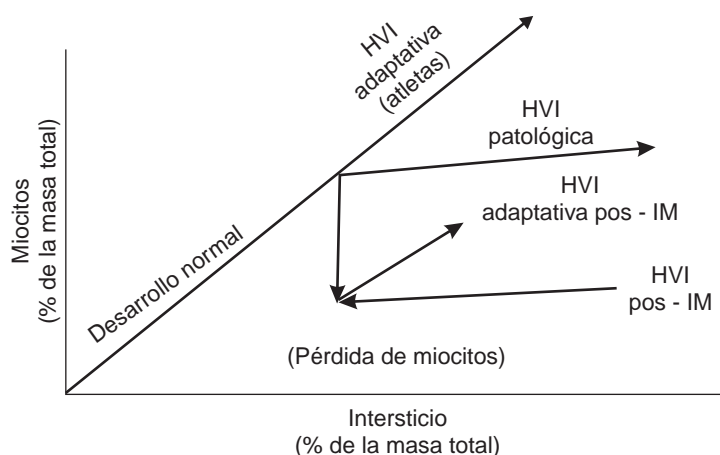 HVI
adaptativa
(atletas)
HVI
patológica
HVI
adaptativa pos - IM
HVI
pos - IM
Desarrollo normal
(Pérdida de miocitos)
Miocitos
(% de la masa total)
Intersticio
(% de la masa total)